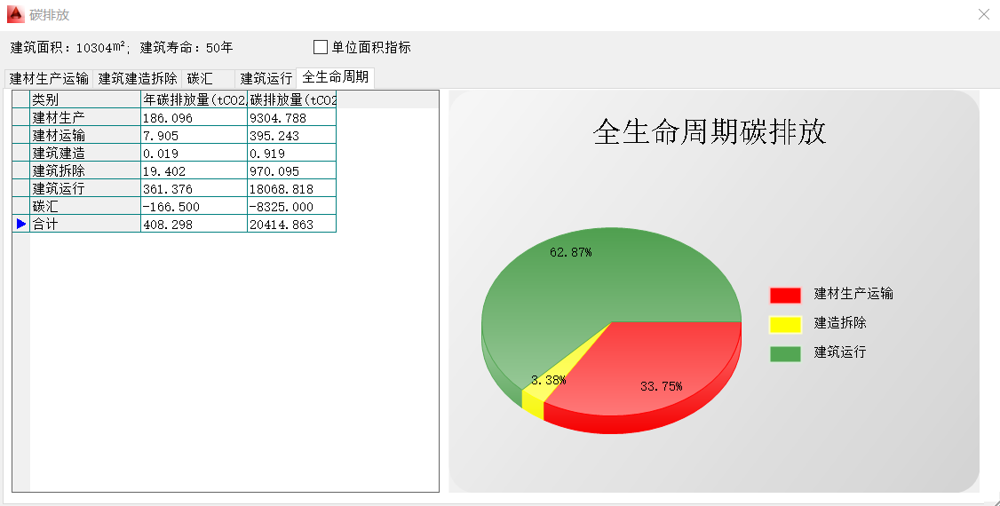 碳排放
建筑面积：10304m²；建筑寿命：50年 单位面积指标
建材生产运输 建筑建造拆除 碳汇 建筑运行 全生命周期
类别 年碳排放量(tCO2 碳排放量(tCO2
建材生产 186.096 9304.788
建材运输 7.905 395.243
建筑建造 0.019 0.919
建筑拆除 19.402 970.095
建筑运行 361.376 18068.818
碳汇 -166.500 -8325.000
合计 408.298 20414.863
全生命周期碳排放
62.87%
3.38%
33.75%
建材生产运输
建造拆除
建筑运行